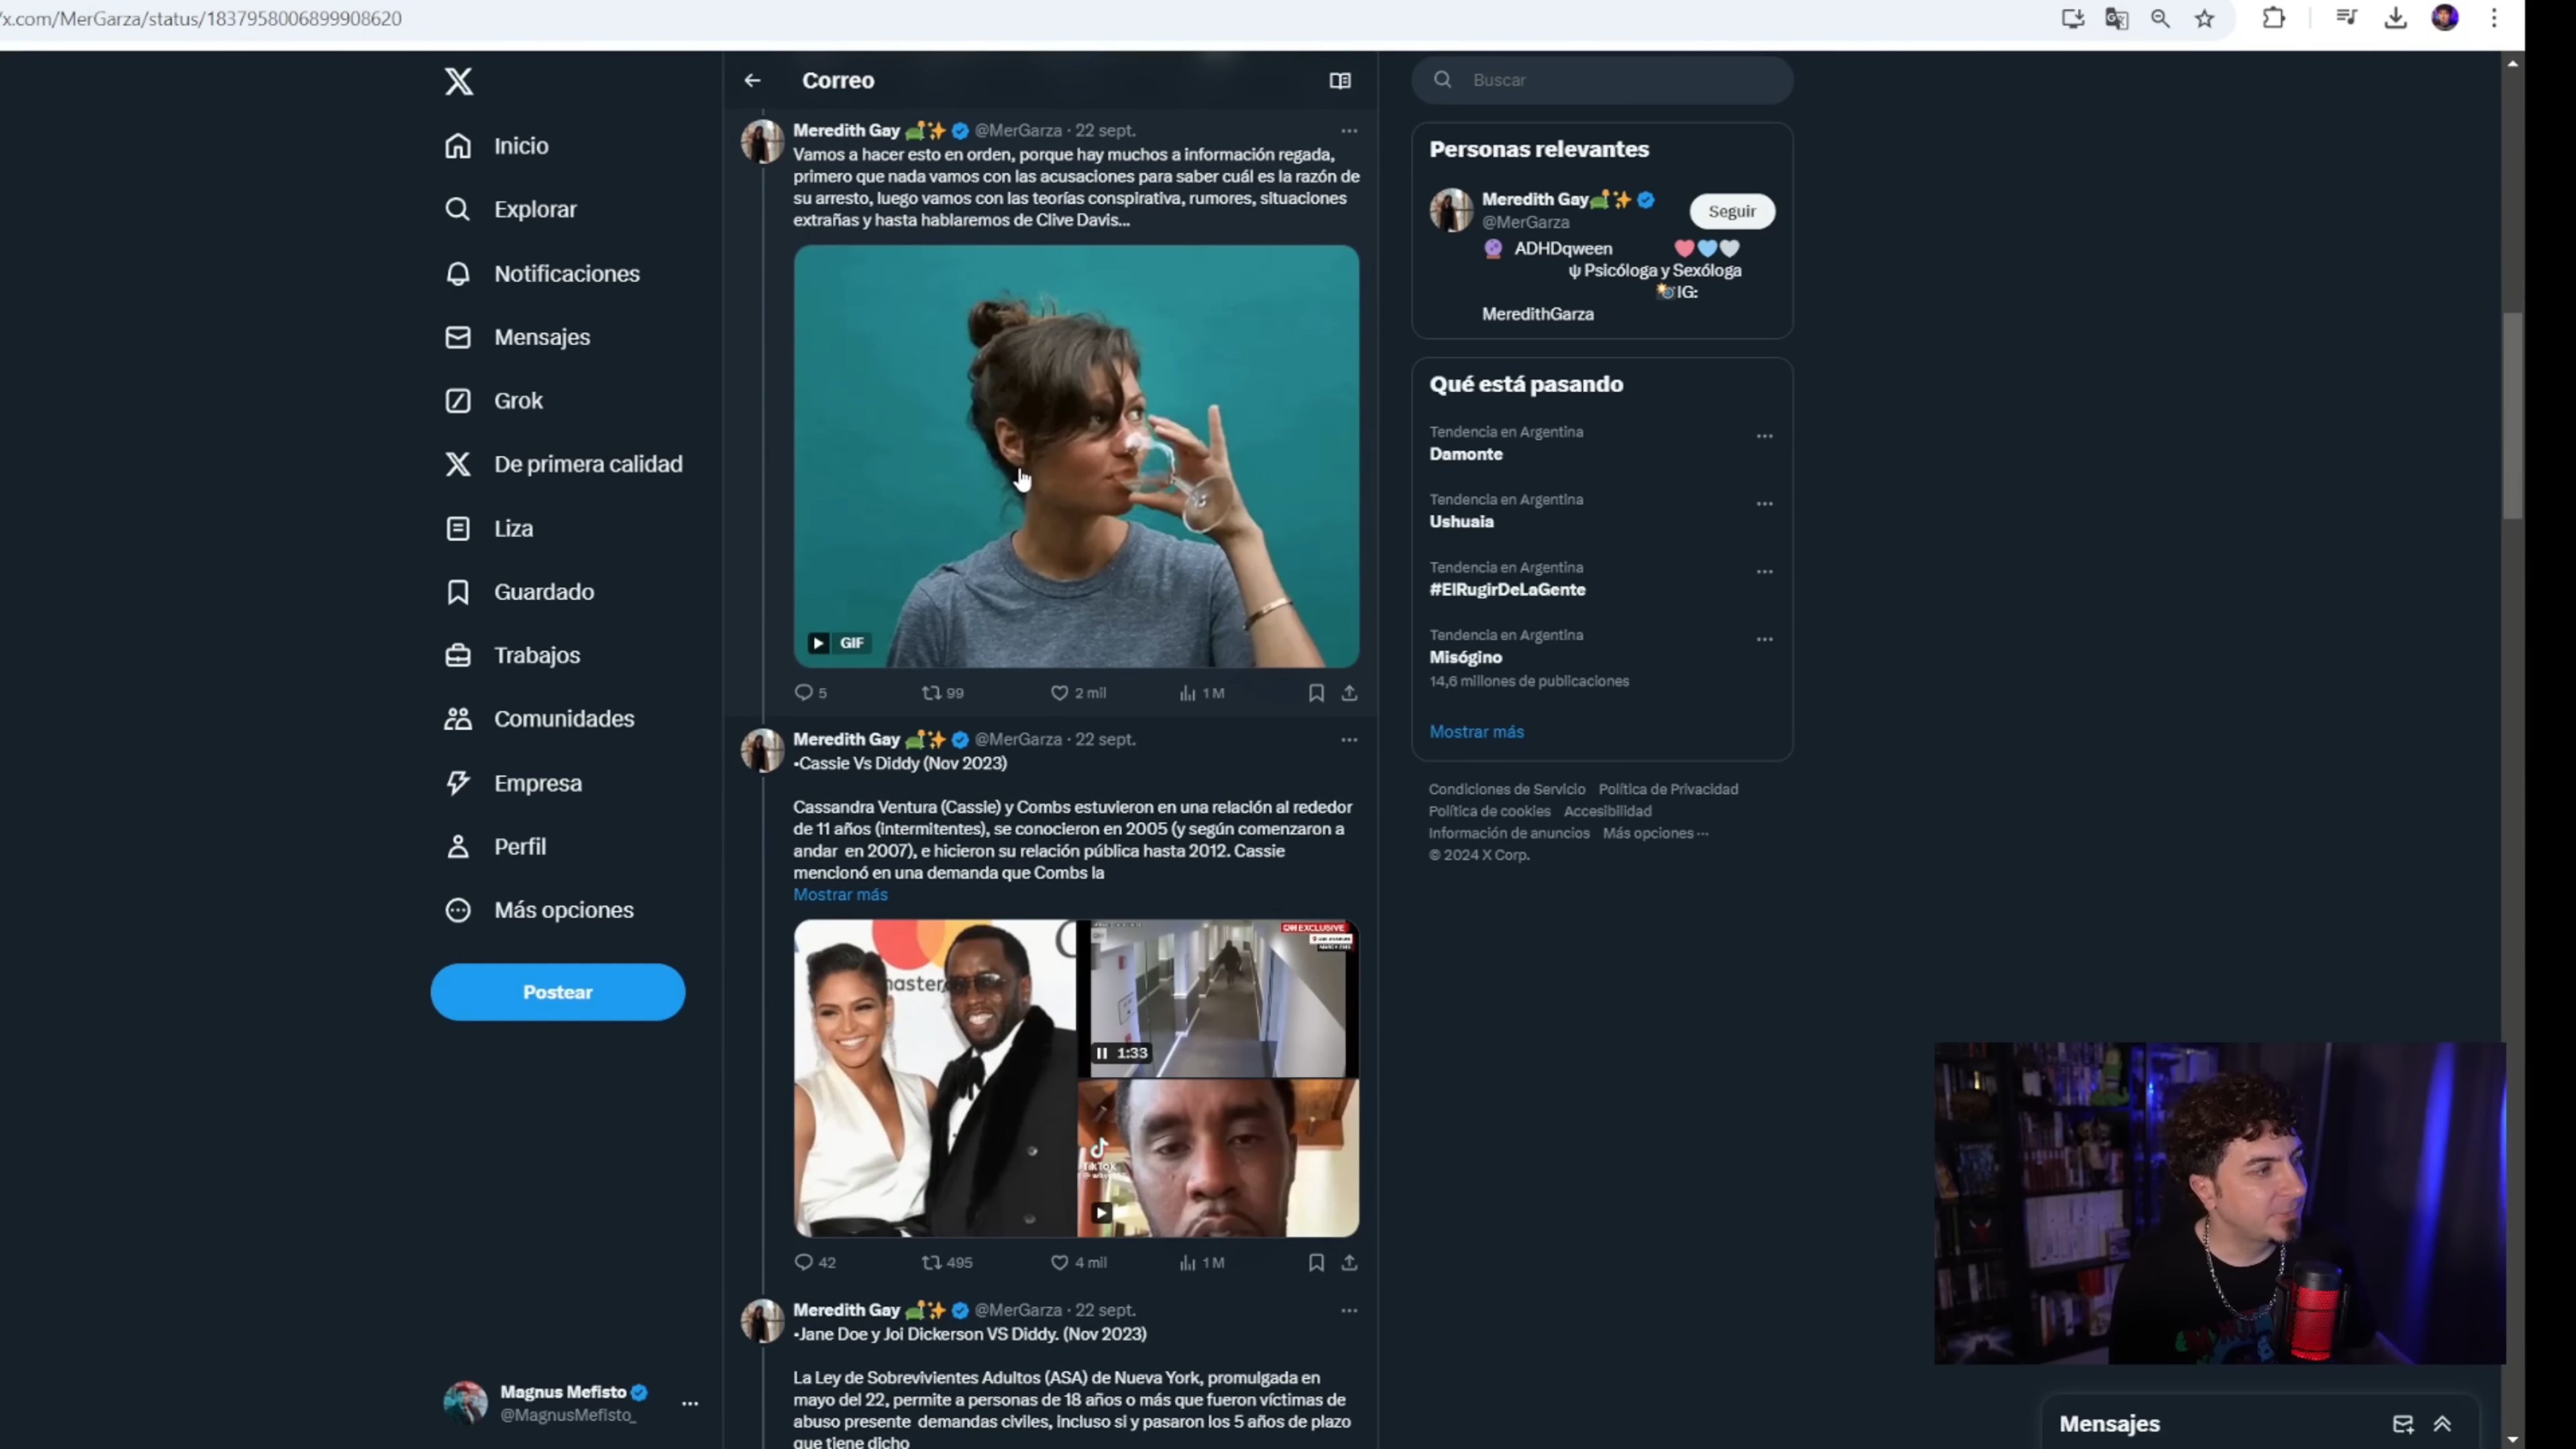 /x.com/MerGarza/status/1837958006899908620
Inicio
Explorar
Notificaciones
Mensajes
Grok
De primera calidad
Liza
Guardado
Trabajos
Comunidades
Empresa
Perfil
Más opciones
Postear
Magnus Mefisto
@MagnusMefisto_
Correo
Meredith Gay @MerGarza · 22 sept.
Vamos a hacer esto en orden, porque hay muchos a información regada,
primero que nada vamos con las acusaciones para saber cuál es la razón de
su arresto, luego vamos con las teorías conspirativa, rumores, situaciones
extrañas y hasta hablaremos de Clive Davis...
GIF
5 99 2 mil 1 M
Meredith Gay @MerGarza · 22 sept.
•Cassie Vs Diddy (Nov 2023)
Cassandra Ventura (Cassie) y Combs estuvieron en una relación al rededor
de 11 años (intermitentes), se conocieron en 2005 (y según comenzaron a
andar en 2007), e hicieron su relación pública hasta 2012. Cassie
mencionó en una demanda que Combs la
Mostrar más
master
EXCLUSIVE
1:33
TikTok
42 495 4 mil 1 M
Meredith Gay @MerGarza · 22 sept.
•Jane Doe y Joi Dickerson VS Diddy. (Nov 2023)
La Ley de Sobrevivientes Adultos (ASA) de Nueva York, promulgada en
mayo del 22, permite a personas de 18 años o más que fueron víctimas de
abuso presente demandas civiles, incluso si y pasaron los 5 años de plazo
que tiene dicho
Buscar
Personas relevantes
Meredith Gay
@MerGarza
Seguir
ADHDqween
ψ Psicóloga y Sexóloga
IG:
MeredithGarza
Qué está pasando
Tendencia en Argentina
Damonte
Tendencia en Argentina
Ushuaia
Tendencia en Argentina
#ElRugirDeLaGente
Tendencia en Argentina
Misógino
14,6 millones de publicaciones
Mostrar más
Condiciones de Servicio Política de Privacidad
Política de cookies Accesibilidad
Información de anuncios Más opciones ···
© 2024 X Corp.
Mensajes